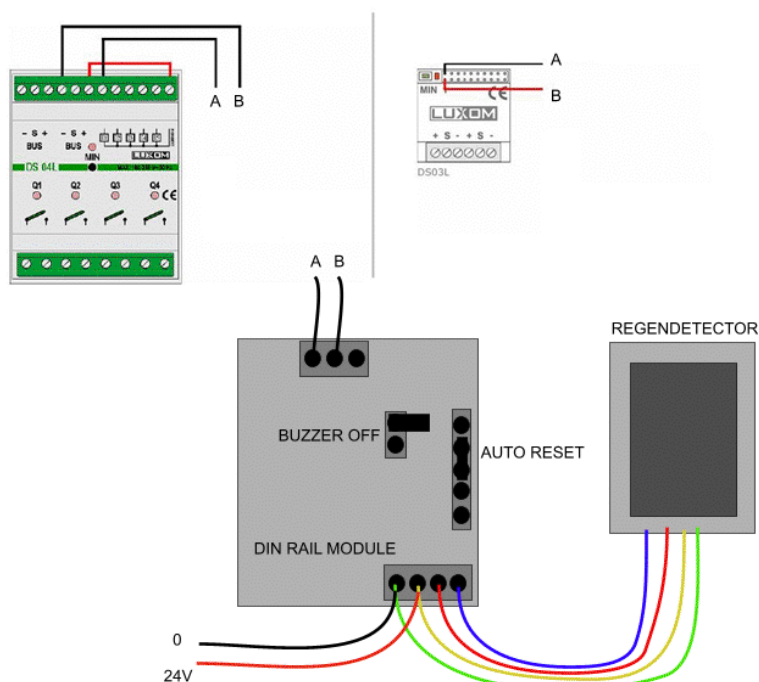 A B
- S + - S +
BUS BUS
MIN
LUXOM
DS 04L
Q1 Q2 Q3 Q4 CE
A
B
MIN CE
LUXOM
+ S - + S -
DS03L
A B
REGENDETECTOR
BUZZER OFF
AUTO RESET
DIN RAIL MODULE
0
24V